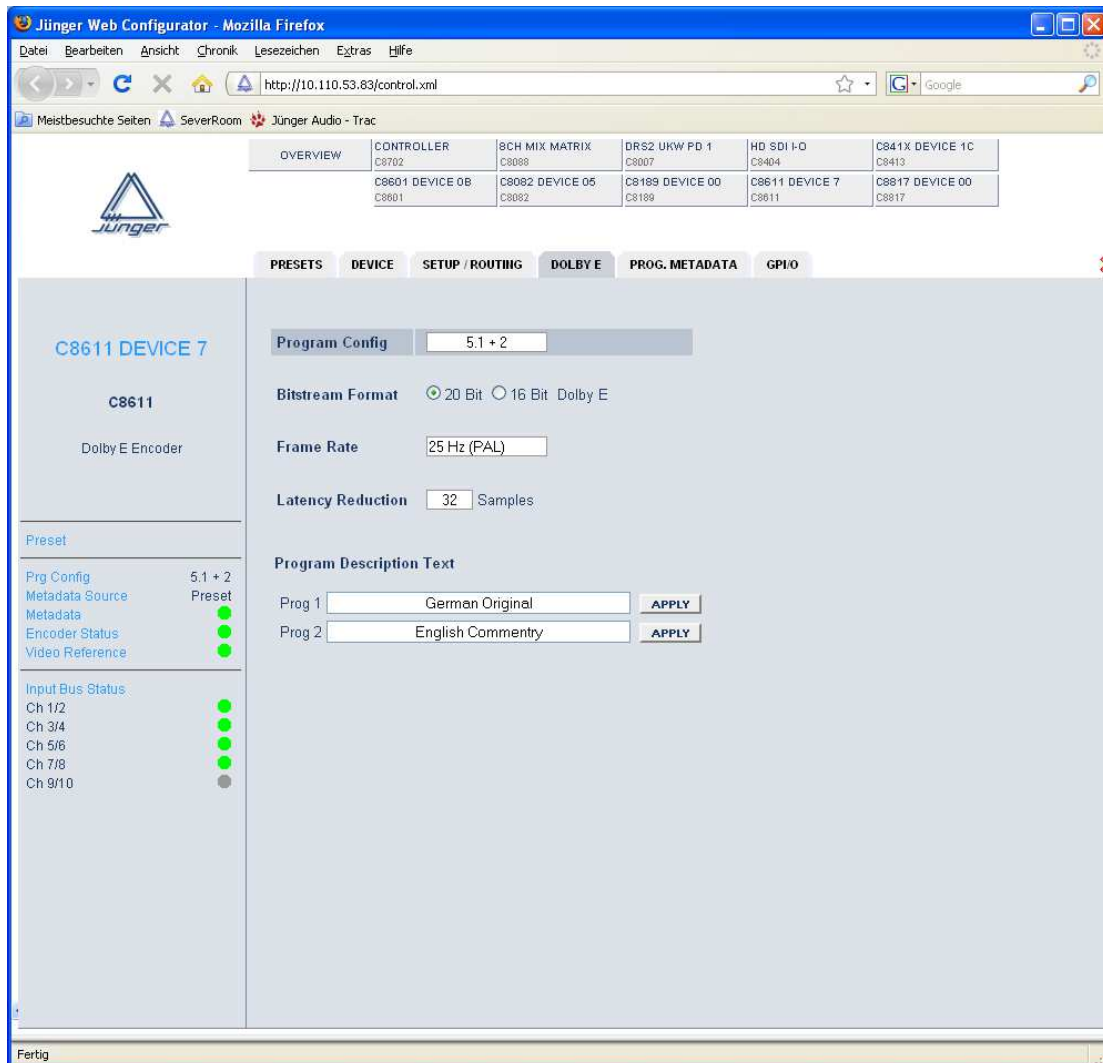 Jünger Web Configurator - Mozilla Firefox
Datei Bearbeiten Ansicht Chronik Lesezeichen Extras Hilfe
http://10.110.53.83/control.xml
G Google
Meistbesuchte Seiten SeverRoom Jünger Audio - Trac
OVERVIEW CONTROLLER 8CH MIX MATRIX DRS2 UKW PD 1 HD SDI I-O C841X DEVICE 1C
C8702 C8088 C8007 C8404 C8413
C8601 DEVICE 0B C8082 DEVICE 05 C8189 DEVICE 00 C8611 DEVICE 7 C8817 DEVICE 00
C8601 C8082 C8189 C8611 C8817
Jünger
PRESETS DEVICE SETUP / ROUTING DOLBY E PROG. METADATA GPI/O
C8611 DEVICE 7
C8611
Dolby E Encoder
Preset
Prg Config 5.1 + 2
Metadata Source Preset
Metadata
Encoder Status
Video Reference
Input Bus Status
Ch 1/2
Ch 3/4
Ch 5/6
Ch 7/8
Ch 9/10
Program Config 5.1 + 2
Bitstream Format 20 Bit 16 Bit Dolby E
Frame Rate 25 Hz (PAL)
Latency Reduction 32 Samples
Program Description Text
Prog 1 German Original APPLY
Prog 2 English Commentry APPLY
Fertig